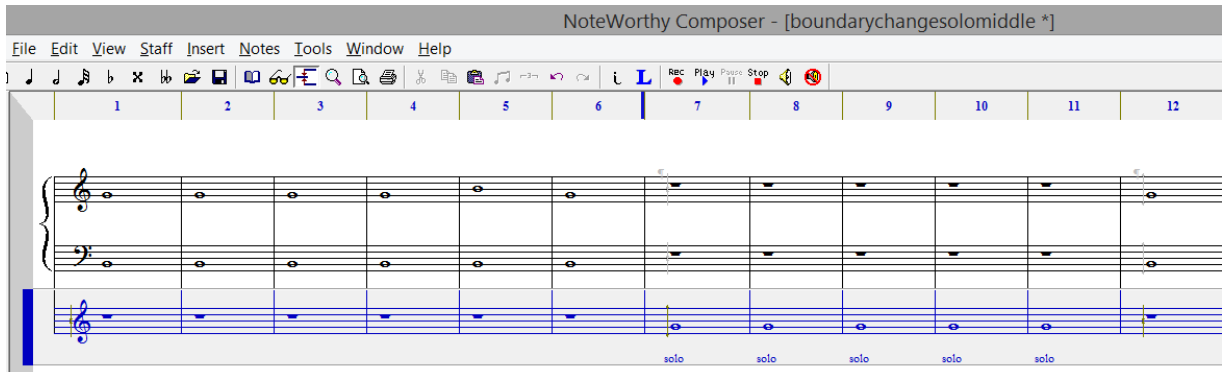 NoteWorthy Composer - [boundarychangesolomiddle *]
File Edit View Staff Insert Notes Tools Window Help
L Rec Play Pause Stop
1 2 3 4 5 6 7 8 9 10 11 12
solo solo solo solo solo